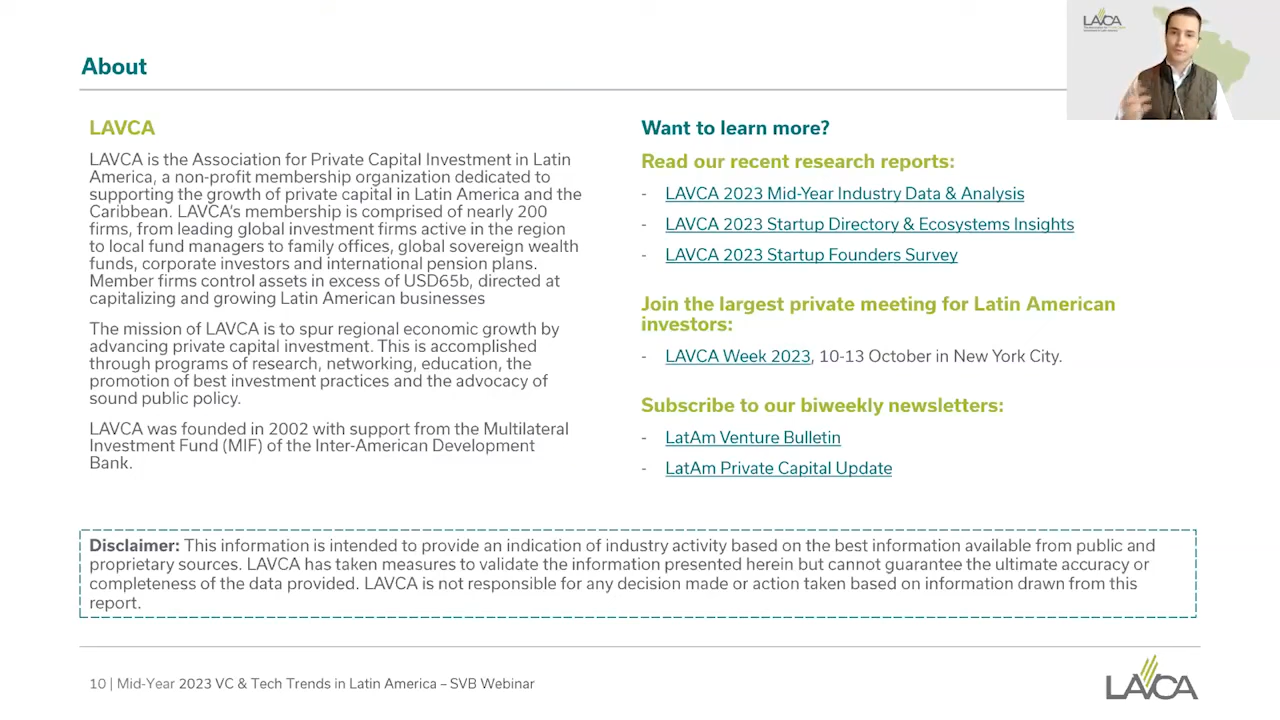 About
LAVCA
LAVCA is the Association for Private Capital Investment in Latin
America, a non-profit membership organization dedicated to
supporting the growth of private capital in Latin America and the
Caribbean. LAVCA's membership is comprised of nearly 200
firms, from leading global investment firms active in the region
to local fund managers to family offices, global sovereign wealth
funds, corporate investors and international pension plans.
Member firms control assets in excess of USD65b, directed at
capitalizing and growing Latin American businesses
The mission of LAVCA is to spur regional economic growth by
advancing private capital investment. This is accomplished
through programs of research, networking, education, the
promotion of best investment practices and the advocacy of
sound public policy.
LAVCA was founded in 2002 with support from the Multilateral
Investment Fund (MIF) of the Inter-American Development
Bank.
Want to learn more?
Read our recent research reports:
- LAVCA 2023 Mid-Year Industry Data & Analysis
- LAVCA 2023 Startup Directory & Ecosystems Insights
- LAVCA 2023 Startup Founders Survey
Join the largest private meeting for Latin American
investors:
- LAVCA Week 2023, 10-13 October in New York City.
Subscribe to our biweekly newsletters:
- LatAm Venture Bulletin
- LatAm Private Capital Update
Disclaimer: This information is intended to provide an indication of industry activity based on the best information available from public and
proprietary sources. LAVCA has taken measures to validate the information presented herein but cannot guarantee the ultimate accuracy or
completeness of the data provided. LAVCA is not responsible for any decision made or action taken based on information drawn from this
report.
10 | Mid-Year 2023 VC & Tech Trends in Latin America – SVB Webinar
LAVCA
LAVCA